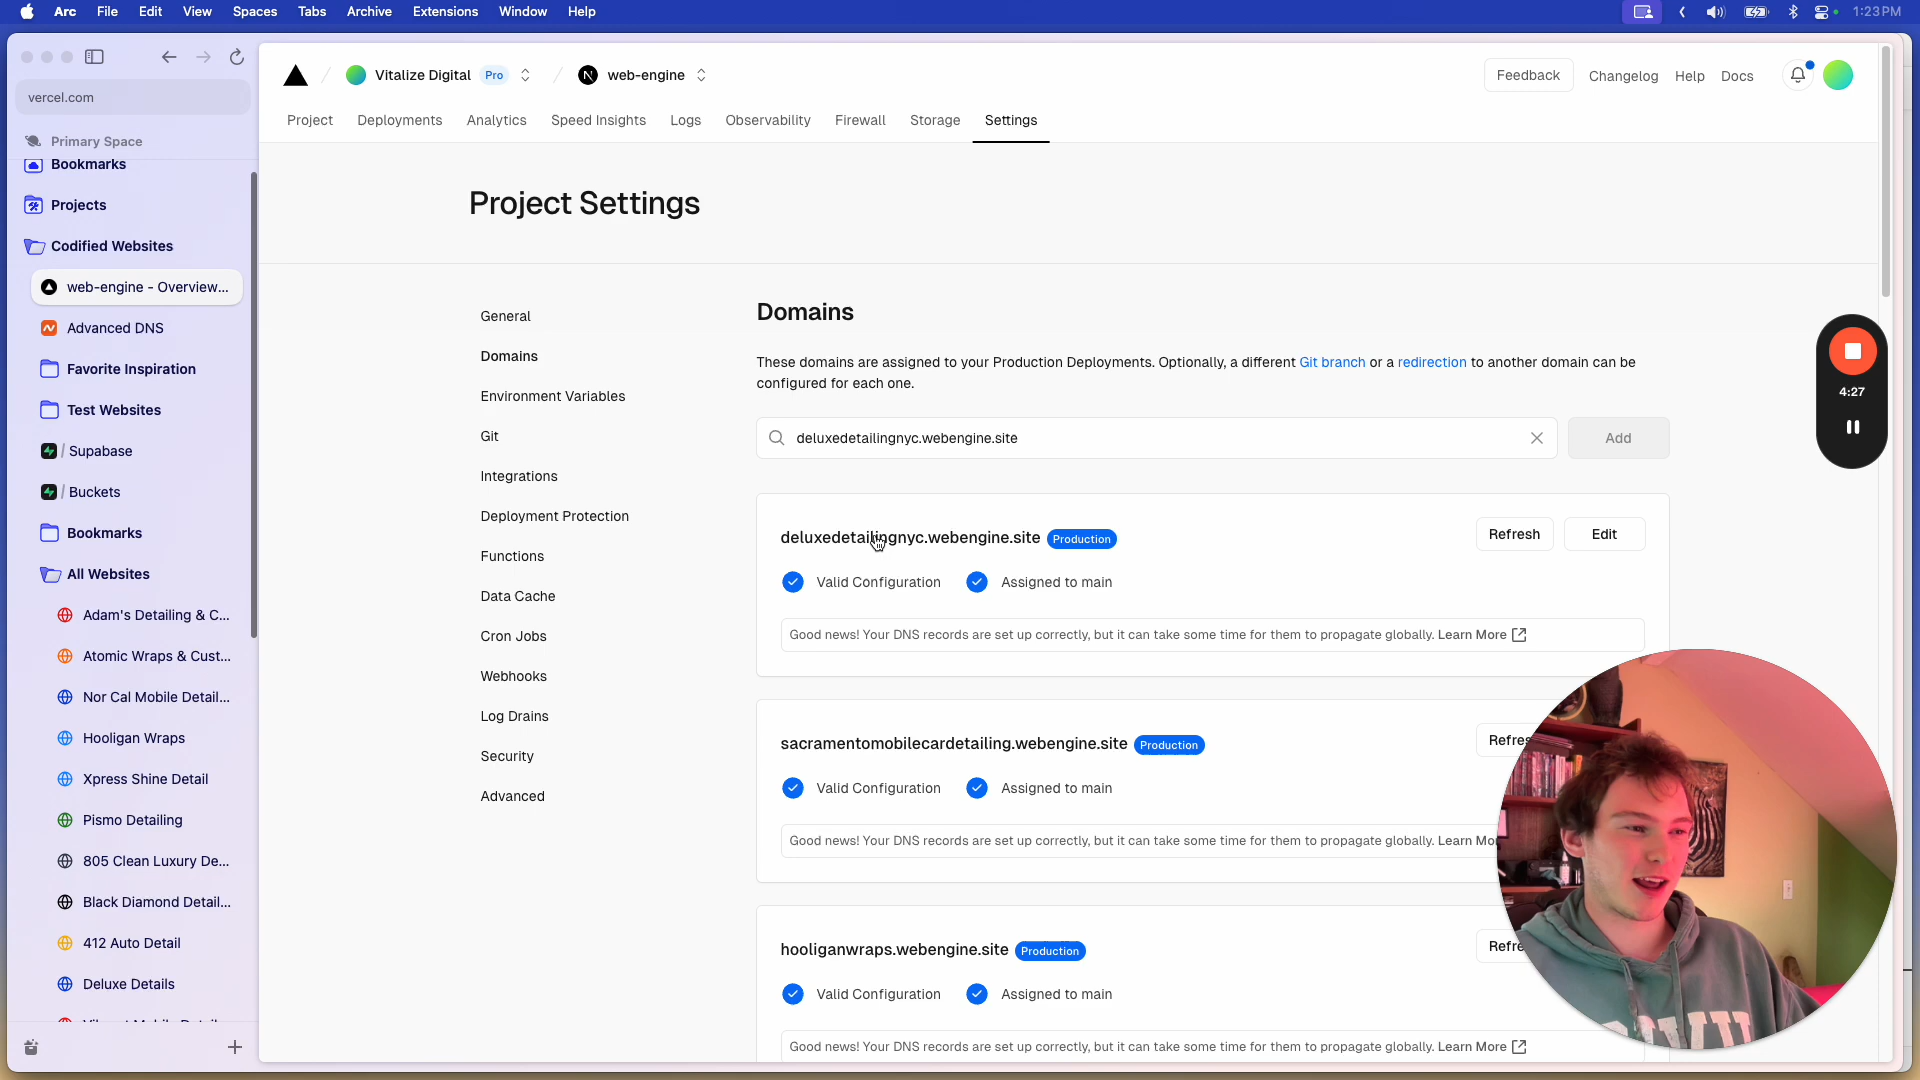 Arc File Edit View Spaces Tabs Archive Extensions Window Help
1:23 PM
vercel.com
Primary Space
Bookmarks
Projects
Codified Websites
web-engine - Overview...
Advanced DNS
Favorite Inspiration
Test Websites
/ Supabase
/ Buckets
Bookmarks
All Websites
Adam's Detailing & C...
Atomic Wraps & Cust...
Nor Cal Mobile Detail...
Hooligan Wraps
Xpress Shine Detail
Pismo Detailing
805 Clean Luxury De...
Black Diamond Detail...
412 Auto Detail
Deluxe Details
/ Vitalize Digital Pro / N web-engine
Feedback Changelog Help Docs
Project Deployments Analytics Speed Insights Logs Observability Firewall Storage Settings
Project Settings
General
Domains
Environment Variables
Git
Integrations
Deployment Protection
Functions
Data Cache
Cron Jobs
Webhooks
Log Drains
Security
Advanced
Domains
These domains are assigned to your Production Deployments. Optionally, a different Git branch or a redirection to another domain can be
configured for each one.
deluxedetailingnyc.webengine.site
Add
deluxedetailingnyc.webengine.site Production
Refresh Edit
Valid Configuration Assigned to main
Good news! Your DNS records are set up correctly, but it can take some time for them to propagate globally. Learn More
sacramentomobilecardetailing.webengine.site Production
Valid Configuration Assigned to main
Good news! Your DNS records are set up correctly, but it can take some time for them to propagate globally. Learn
hooliganwraps.webengine.site Production
Valid Configuration Assigned to main
Good news! Your DNS records are set up correctly, but it can take some time for them to propagate globally. Learn More
4:27